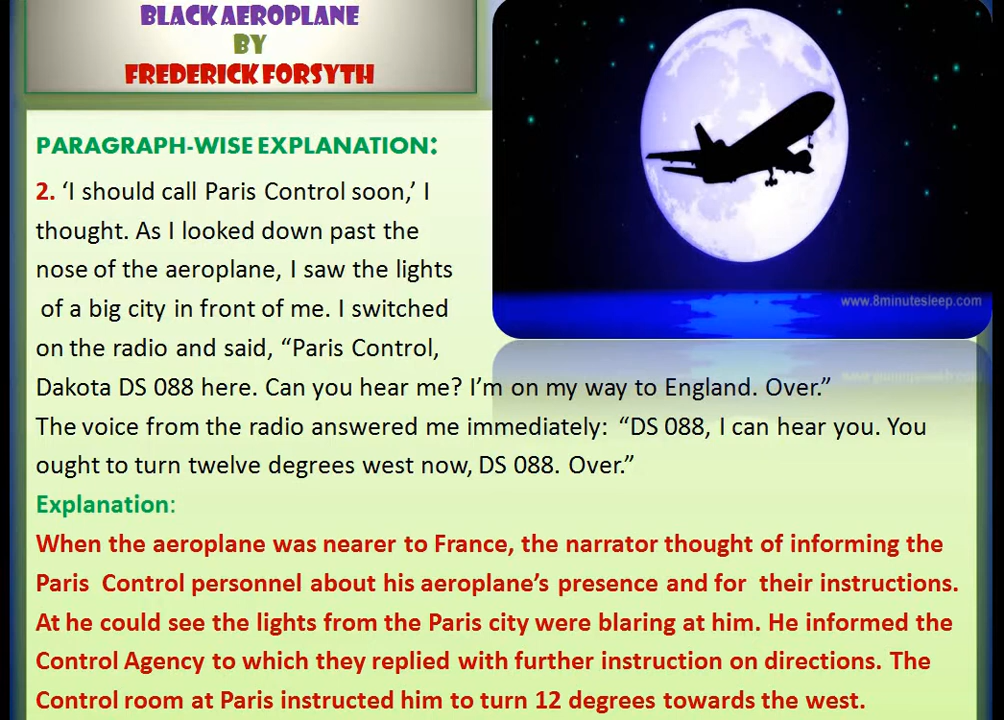 BLACK AEROPLANE
BY
FREDERICK FORSYTH
PARAGRAPH-WISE EXPLANATION:
2. ‘I should call Paris Control soon,’ I
thought. As I looked down past the
nose of the aeroplane, I saw the lights
of a big city in front of me. I switched
on the radio and said, “Paris Control,
Dakota DS 088 here. Can you hear me? I’m on my way to England. Over.”
The voice from the radio answered me immediately: “DS 088, I can hear you. You
ought to turn twelve degrees west now, DS 088. Over.”
Explanation:
When the aeroplane was nearer to France, the narrator thought of informing the
Paris Control personnel about his aeroplane’s presence and for their instructions.
At he could see the lights from the Paris city were blaring at him. He informed the
Control Agency to which they replied with further instruction on directions. The
Control room at Paris instructed him to turn 12 degrees towards the west.
www.8minutesleep.com